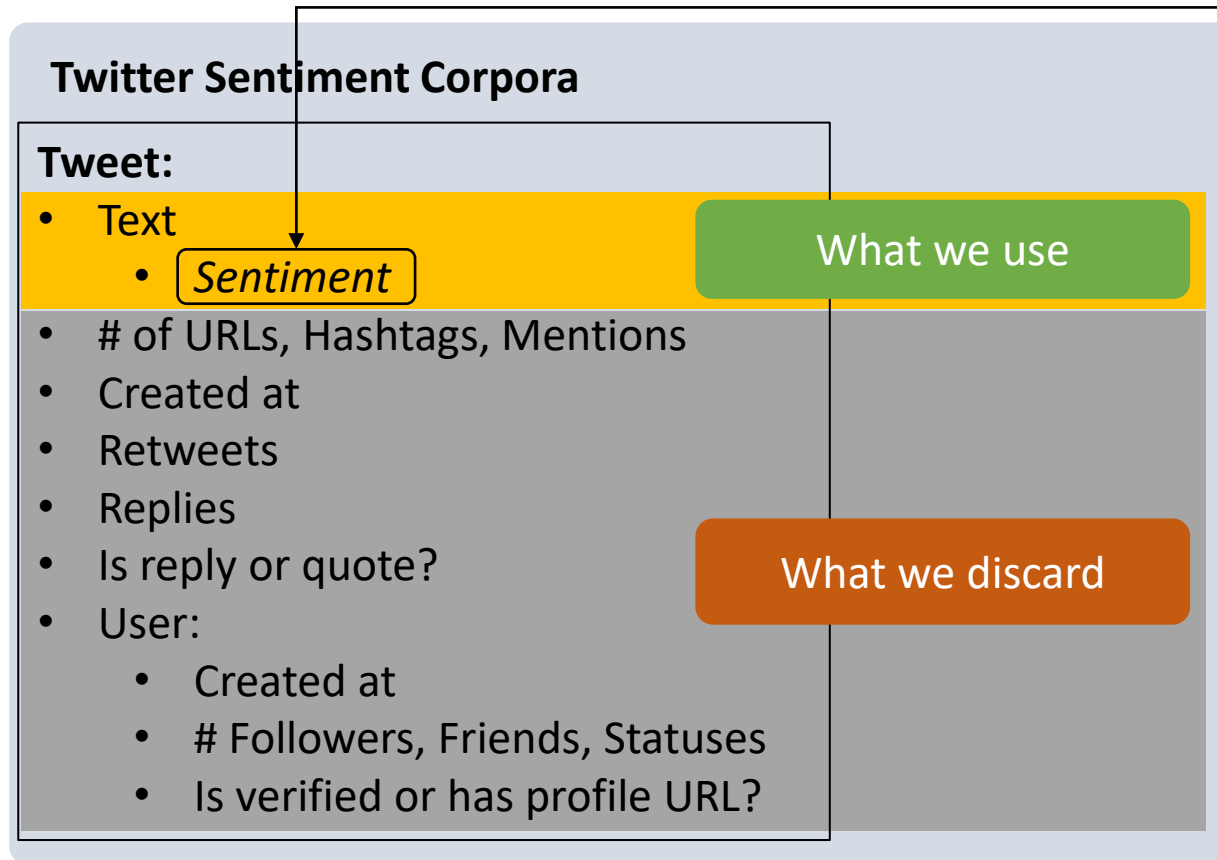 Twitter Sentiment Corpora
Tweet:
• Text
What we use
• Sentiment
• # of URLs, Hashtags, Mentions
• Created at
• Retweets
• Replies
• Is reply or quote?
What we discard
• User:
• Created at
• # Followers, Friends, Statuses
• Is verified or has profile URL?